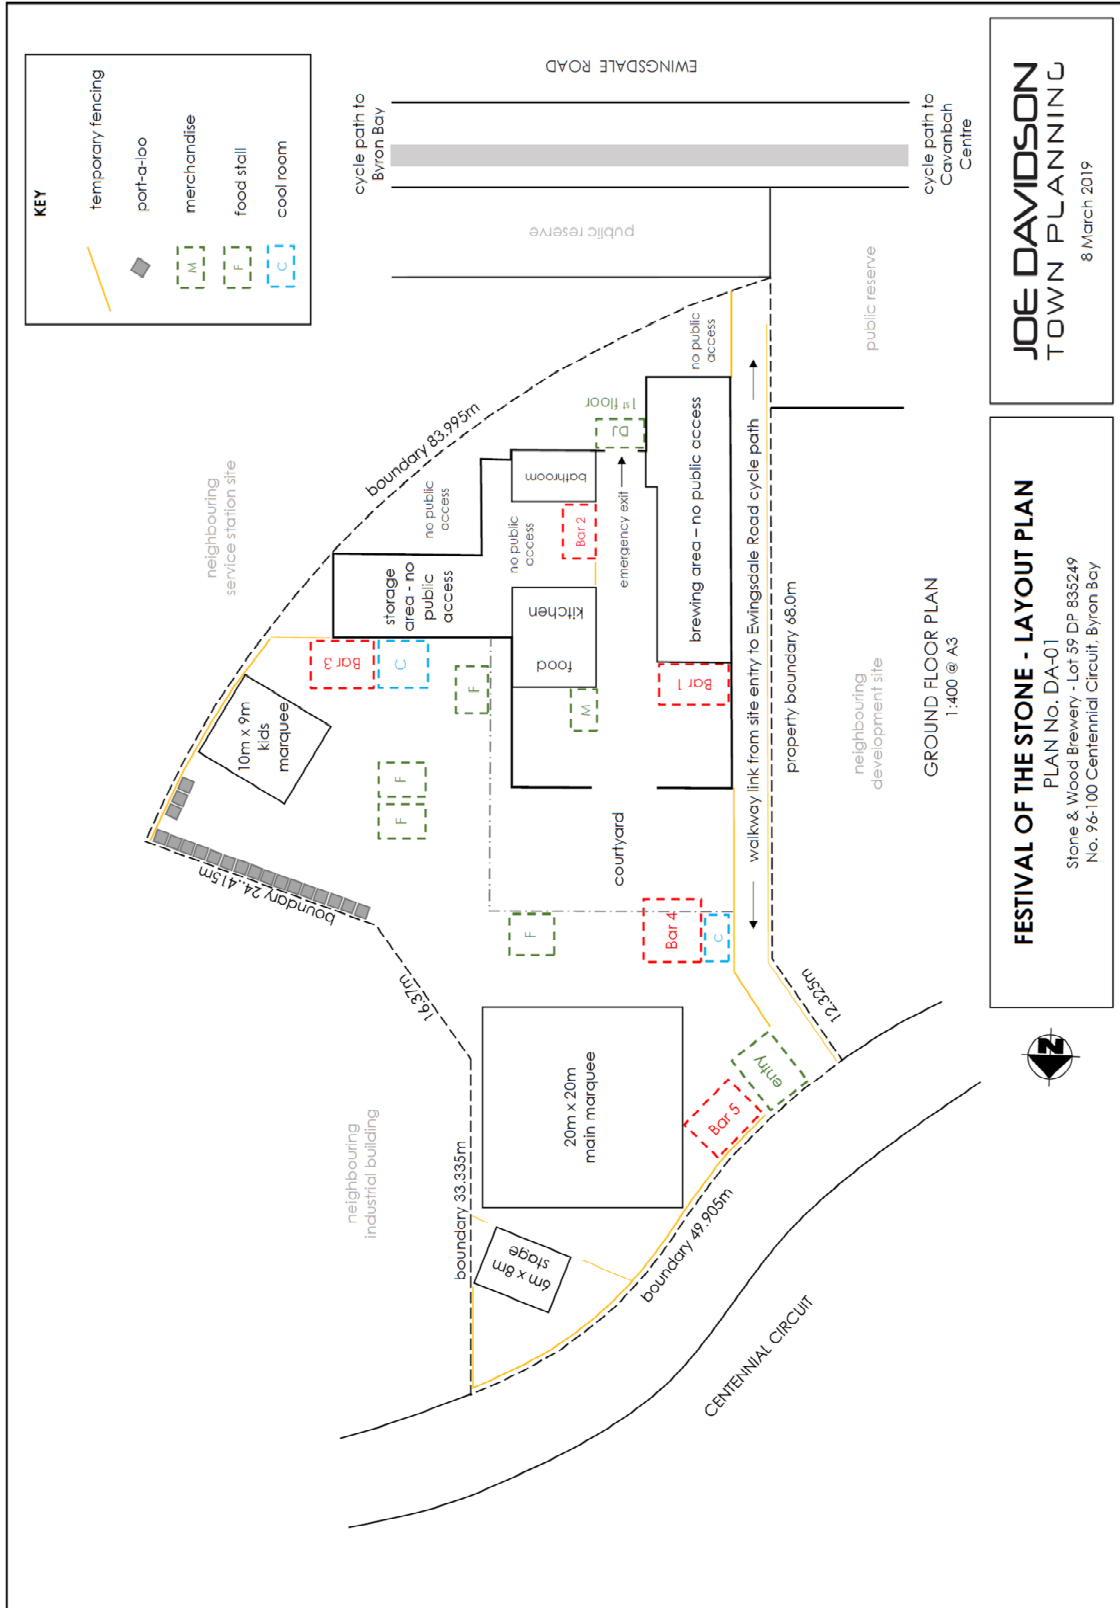 KEY
temporary fencing
port-a-loo
M
merchandise
F
food stall
C
cool room
EWINGSDALE ROAD
cycle path to
Byron Bay
cycle path to
Cavanbah
Centre
public reserve
public reserve
neighbouring
service station site
boundary 83.995m
no public
access
no public
access
no public
access
storage
area - no
public
access
bathroom
Bar 2
1st floor
emergency exit
kitchen
food
brewing area – no public access
walkway link from site entry to Ewingsdale Road cycle path
property boundary 68.0m
Bar 3
C
F
M
Bar 1
10m x 9m
kids
marquee
F
F
courtyard
boundary 24.415m
F
Bar 4
C
16.37m
12.325m
neighbouring
development site
neighbouring
industrial building
20m x 20m
main marquee
entry
Bar 5
boundary 33.335m
6m x 8m
stage
boundary 49.905m
CENTENNIAL CIRCUIT
GROUND FLOOR PLAN
1:400 @ A3
N
FESTIVAL OF THE STONE - LAYOUT PLAN
PLAN No. DA-01
Stone & Wood Brewery - Lot 59 DP 835249
No. 96-100 Centennial Circuit, Byron Bay
JOE DAVIDSON
TOWN PLANNING
8 March 2019